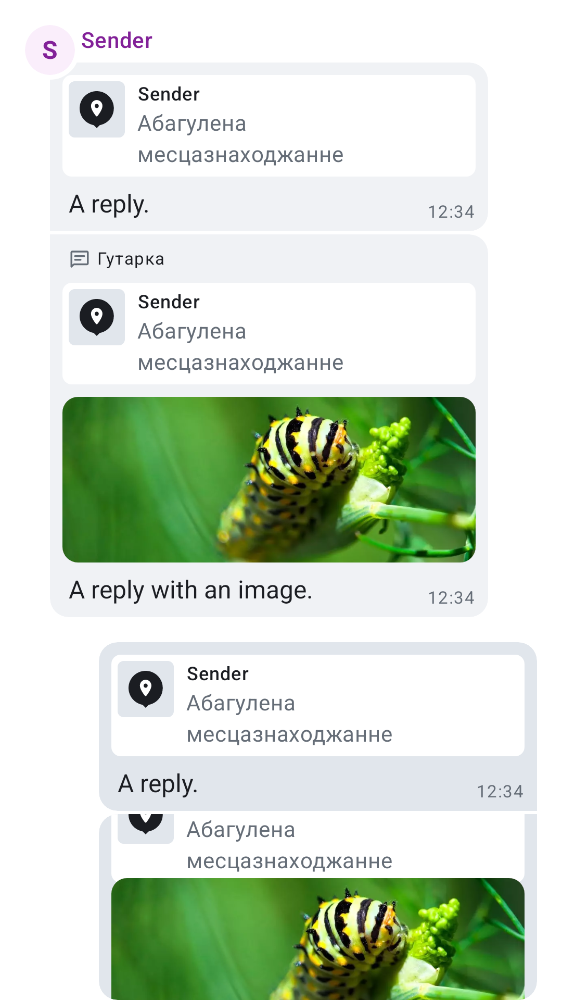 S
Sender
Sender
Абагулена
месцазнаходжанне
A reply.
12:34
Гутарка
Sender
Абагулена
месцазнаходжанне
A reply with an image.
12:34
Sender
Абагулена
месцазнаходжанне
A reply.
12:34
Абагулена
месцазнаходжанне